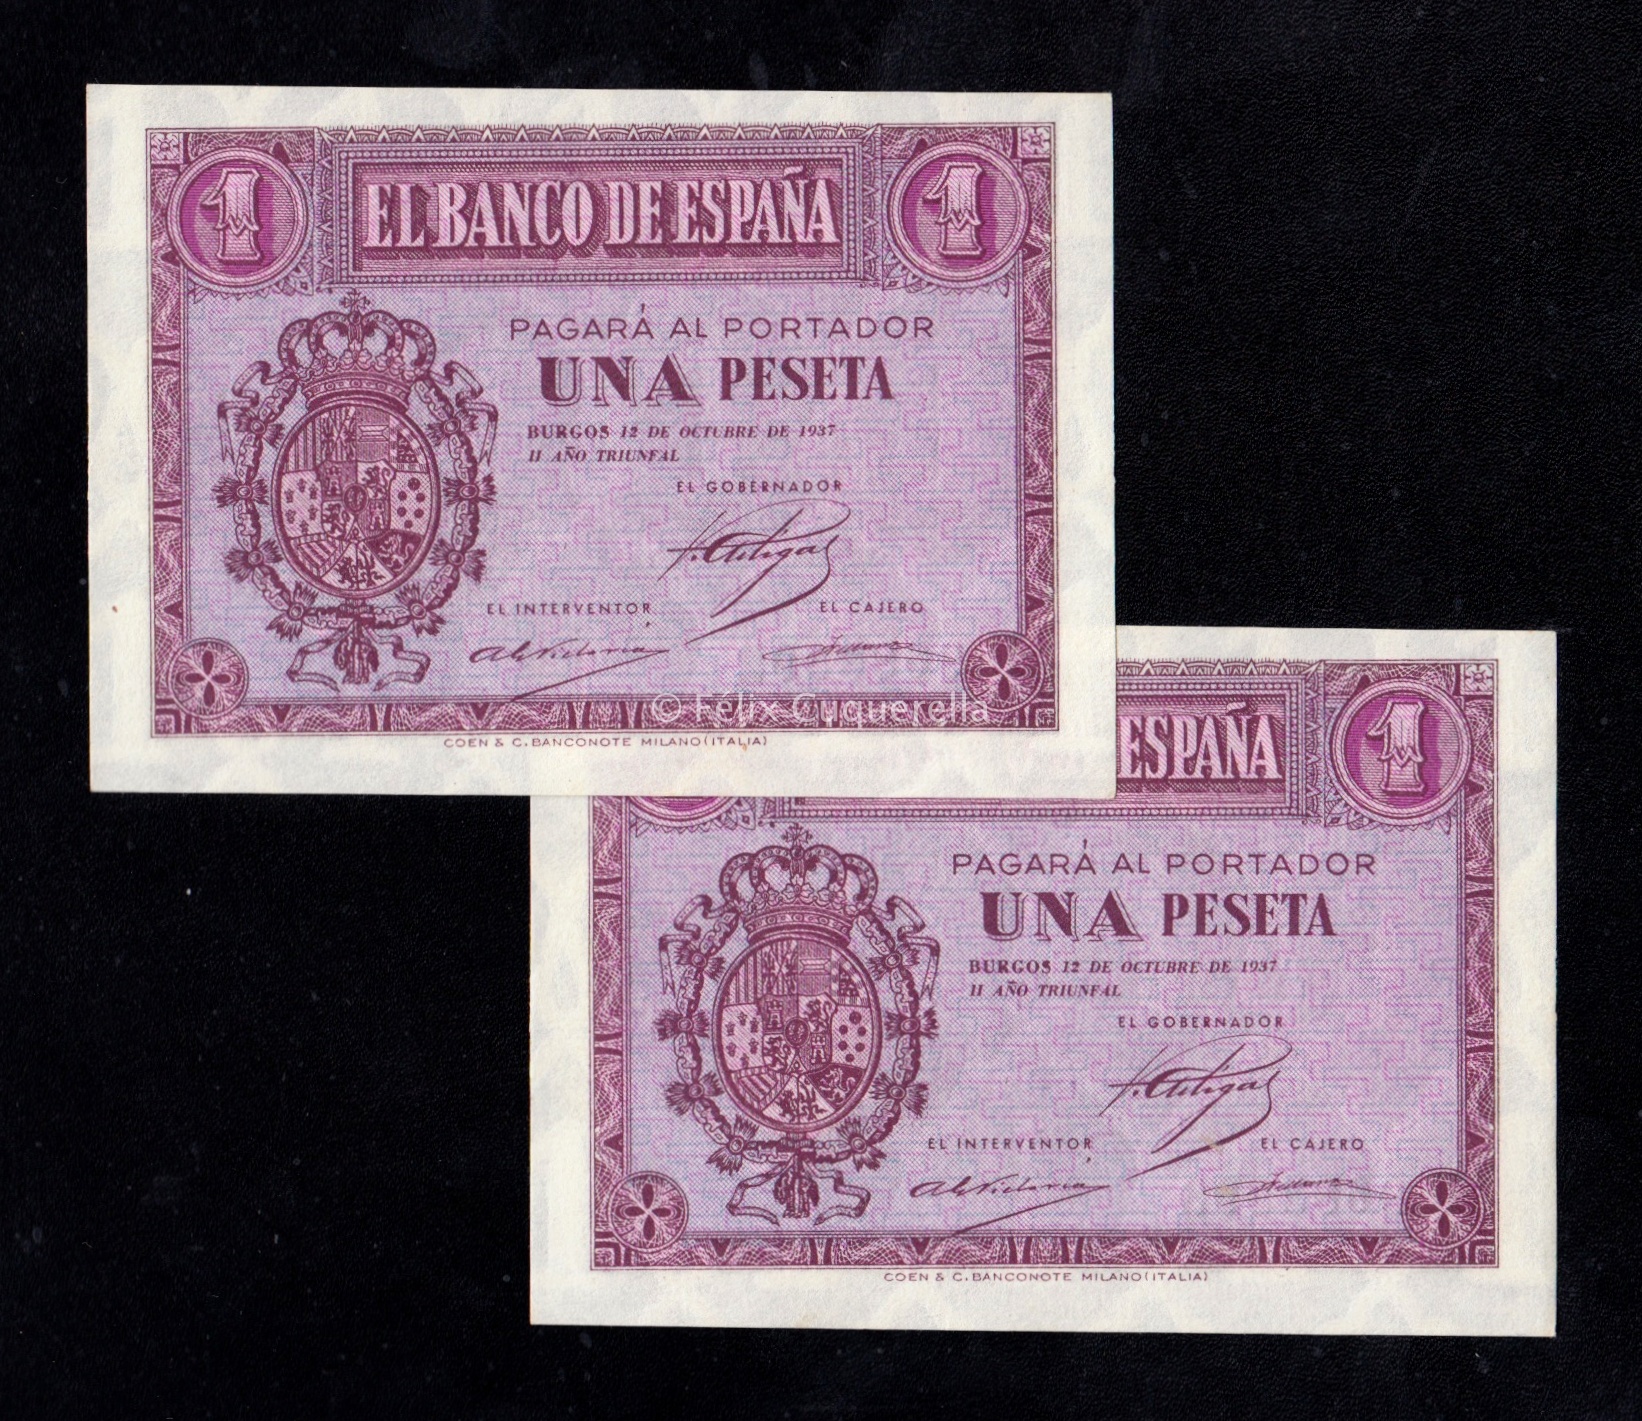 1
EL BANCO DE ESPAÑA
1
PAGARÁ AL PORTADOR
UNA PESETA
BURGOS 12 DE OCTUBRE DE 1937
II AÑO TRIUNFAL
EL GOBERNADOR
EL INTERVENTOR
EL CAJERO
© Félix Cuquerella
COEN & C. BANCONOTE MILANO (ITALIA)
ESPAÑA
1
PAGARÁ AL PORTADOR
UNA PESETA
BURGOS 12 DE OCTUBRE DE 1937
II AÑO TRIUNFAL
EL GOBERNADOR
EL INTERVENTOR
EL CAJERO
COEN & C. BANCONOTE MILANO (ITALIA)